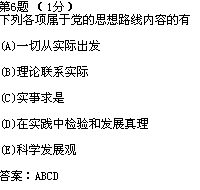 第6题 （1分）
下列各项属于党的思想路线内容的有
(A)一切从实际出发
(B)理论联系实际
(C)实事求是
(D)在实践中检验和发展真理
(E)科学发展观
答案：ABCD